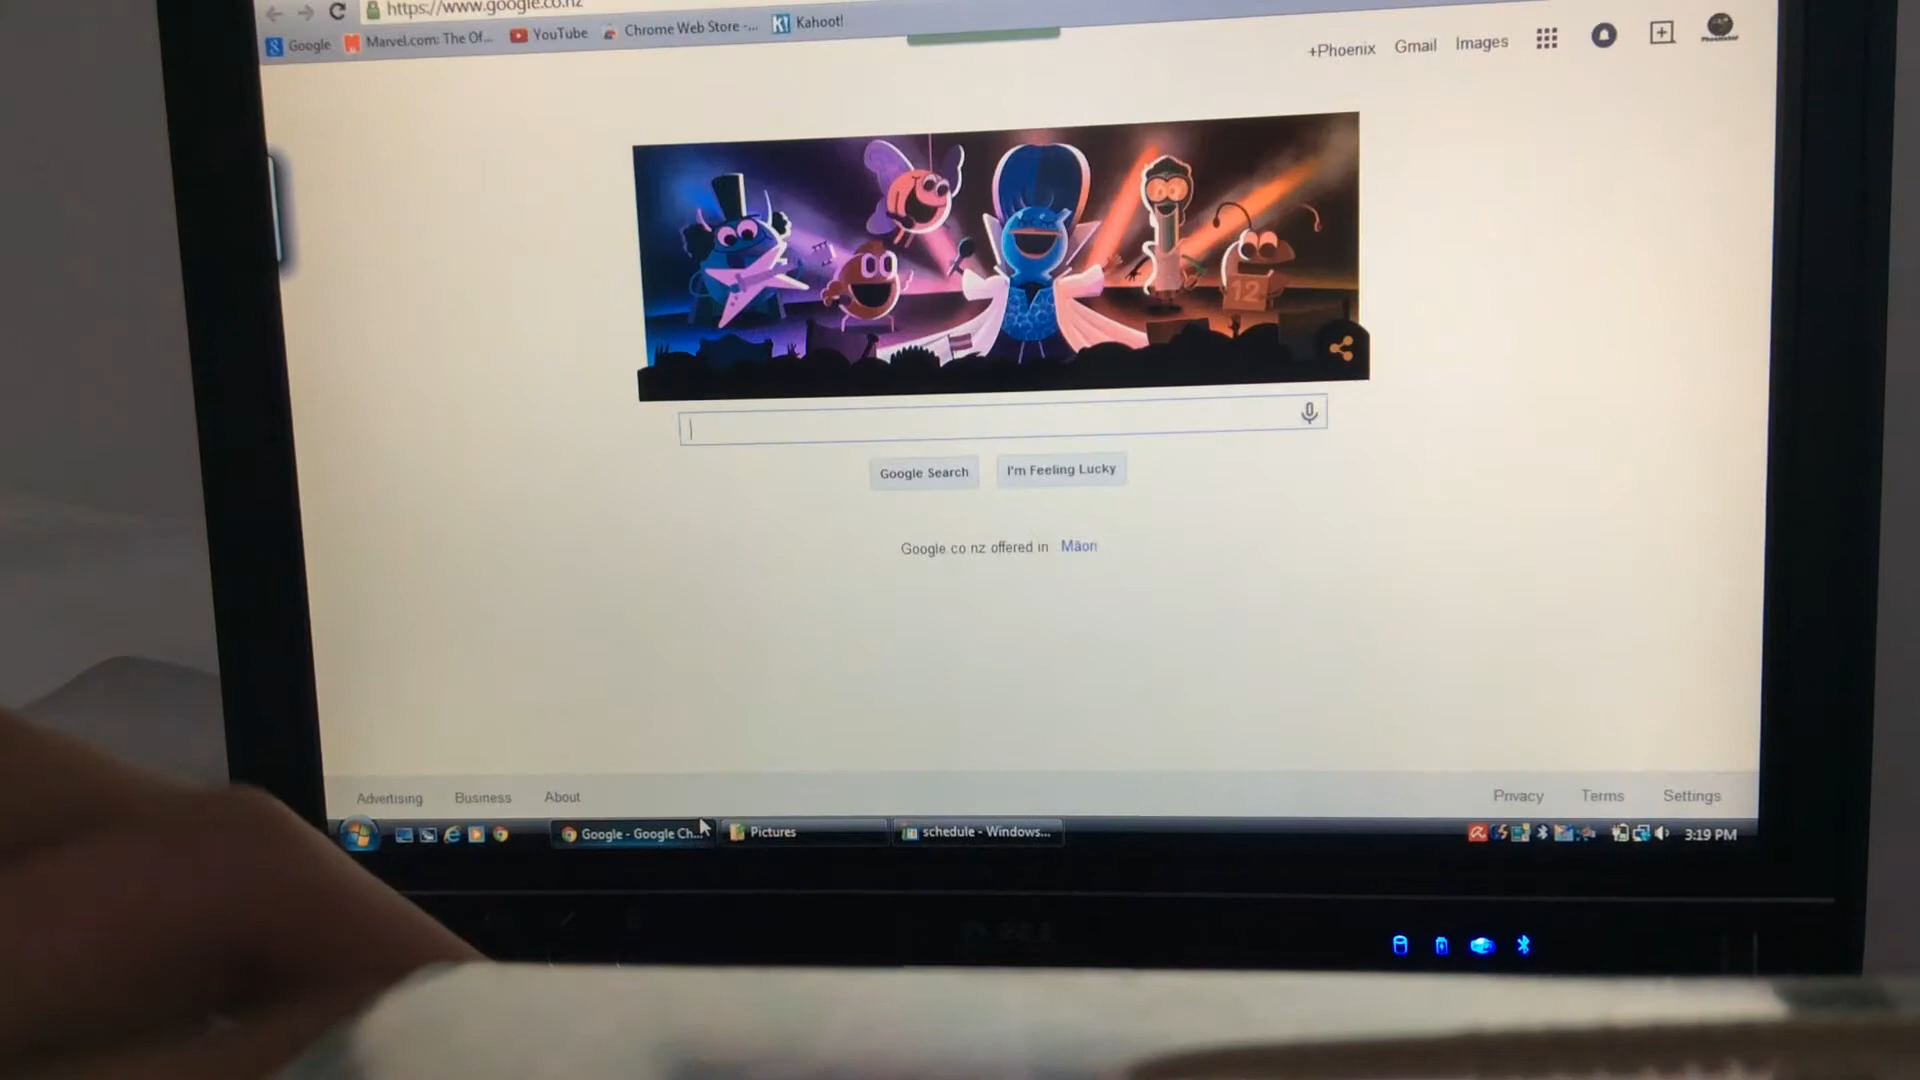 https://www.google.co.nz
Google
Marvel.com: The Of...
YouTube
Chrome Web Store -...
Kahoot!
+Phoenix
Gmail
Images
12
Google Search
I'm Feeling Lucky
Google.co.nz offered in Māori
Advertising
Business
About
Privacy
Terms
Settings
Google - Google Ch...
Pictures
schedule - Windows...
3:19 PM
DELL